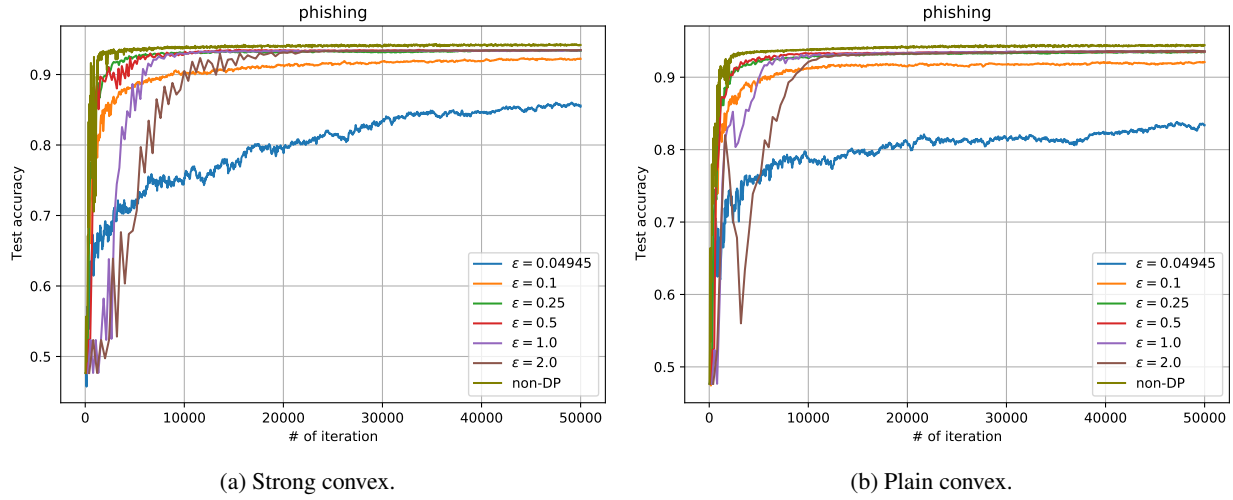 phishing
Test accuracy
0.9
0.8
0.7
0.6
0.5
0
10000
20000
30000
40000
50000
# of iteration
ε = 0.04945
ε = 0.1
ε = 0.25
ε = 0.5
ε = 1.0
ε = 2.0
non-DP
(a) Strong convex.
phishing
Test accuracy
0.9
0.8
0.7
0.6
0.5
0
10000
20000
30000
40000
50000
# of iteration
ε = 0.04945
ε = 0.1
ε = 0.25
ε = 0.5
ε = 1.0
ε = 2.0
non-DP
(b) Plain convex.